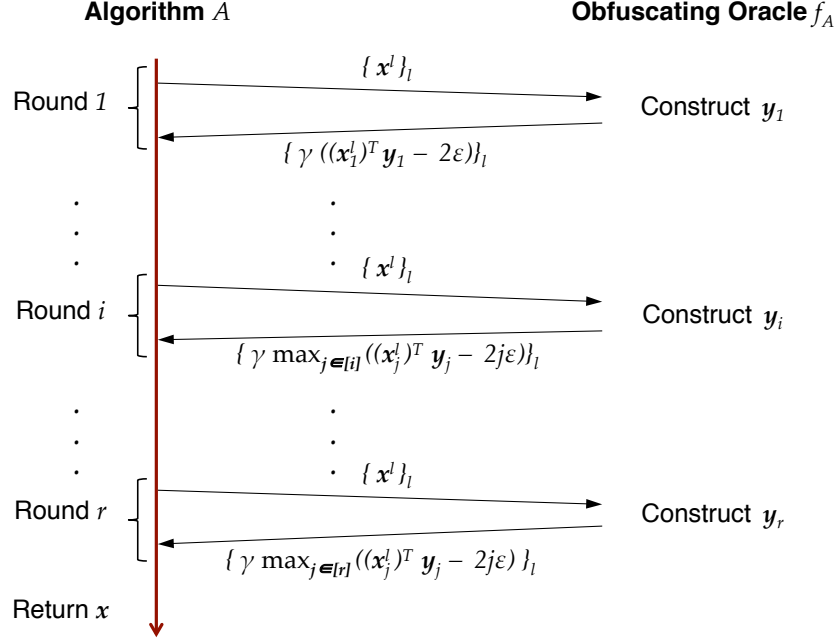 Algorithm A Obfuscating Oracle f_A
{ x^l }_l
Round 1 Construct y_1
{ γ ((x_1^l)^T y_1 − 2ε)}_l
{ x^l }_l
Round i Construct y_i
{ γ max_{j∈[i]} ((x_j^l)^T y_j − 2jε)}_l
{ x^l }_l
Round r Construct y_r
{ γ max_{j∈[r]} ((x_j^l)^T y_j − 2jε) }_l
Return x